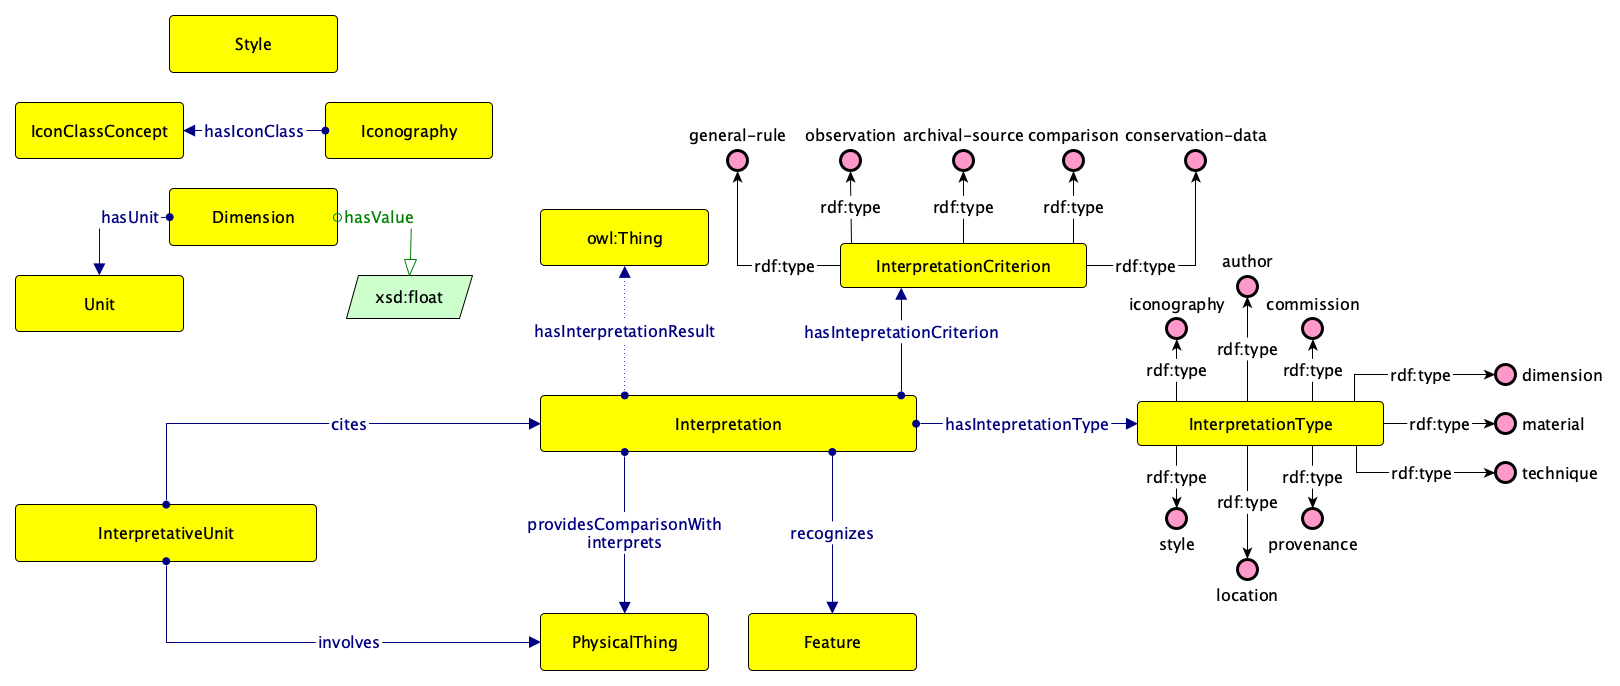 Style
IconClassConcept
hasIconClass
Iconography
general-rule
observation
archival-source
comparison
conservation-data
hasUnit
Dimension
hasValue
rdf:type
rdf:type
rdf:type
owl:Thing
InterpretationCriterion
rdf:type
rdf:type
author
Unit
xsd:float
iconography
commission
hasInterpretationResult
hasIntepretationCriterion
rdf:type
rdf:type
rdf:type
rdf:type
dimension
cites
Interpretation
hasIntepretationType
InterpretationType
rdf:type
material
rdf:type
rdf:type
rdf:type
technique
rdf:type
InterpretativeUnit
providesComparisonWith
interprets
recognizes
style
provenance
location
involves
PhysicalThing
Feature